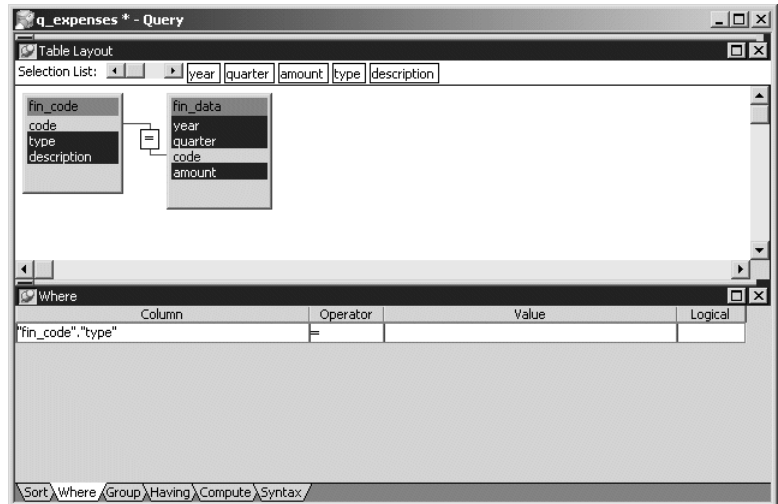 q_expenses * - Query
Table Layout
Selection List: year quarter amount type description
fin_code
code
type
description
=
fin_data
year
quarter
code
amount
Where
Column Operator Value Logical
"fin_code"."type" =
Sort Where Group Having Compute Syntax